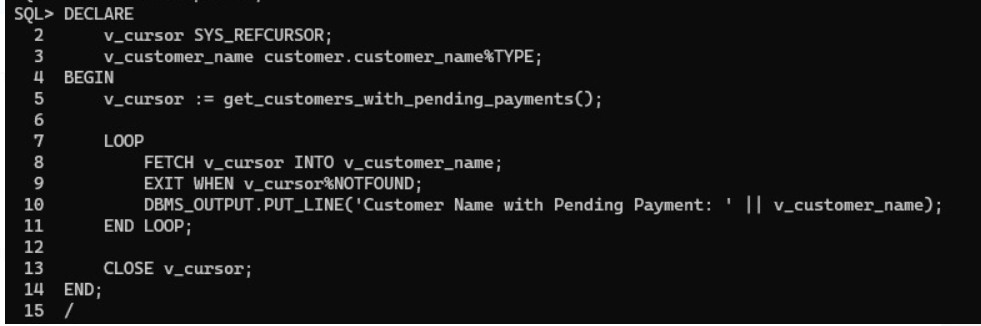 SQL> DECLARE
  2      v_cursor SYS_REFCURSOR;
  3      v_customer_name customer.customer_name%TYPE;
  4  BEGIN
  5      v_cursor := get_customers_with_pending_payments();
  6
  7      LOOP
  8          FETCH v_cursor INTO v_customer_name;
  9          EXIT WHEN v_cursor%NOTFOUND;
 10          DBMS_OUTPUT.PUT_LINE('Customer Name with Pending Payment: ' || v_customer_name);
 11      END LOOP;
 12
 13      CLOSE v_cursor;
 14  END;
 15  /